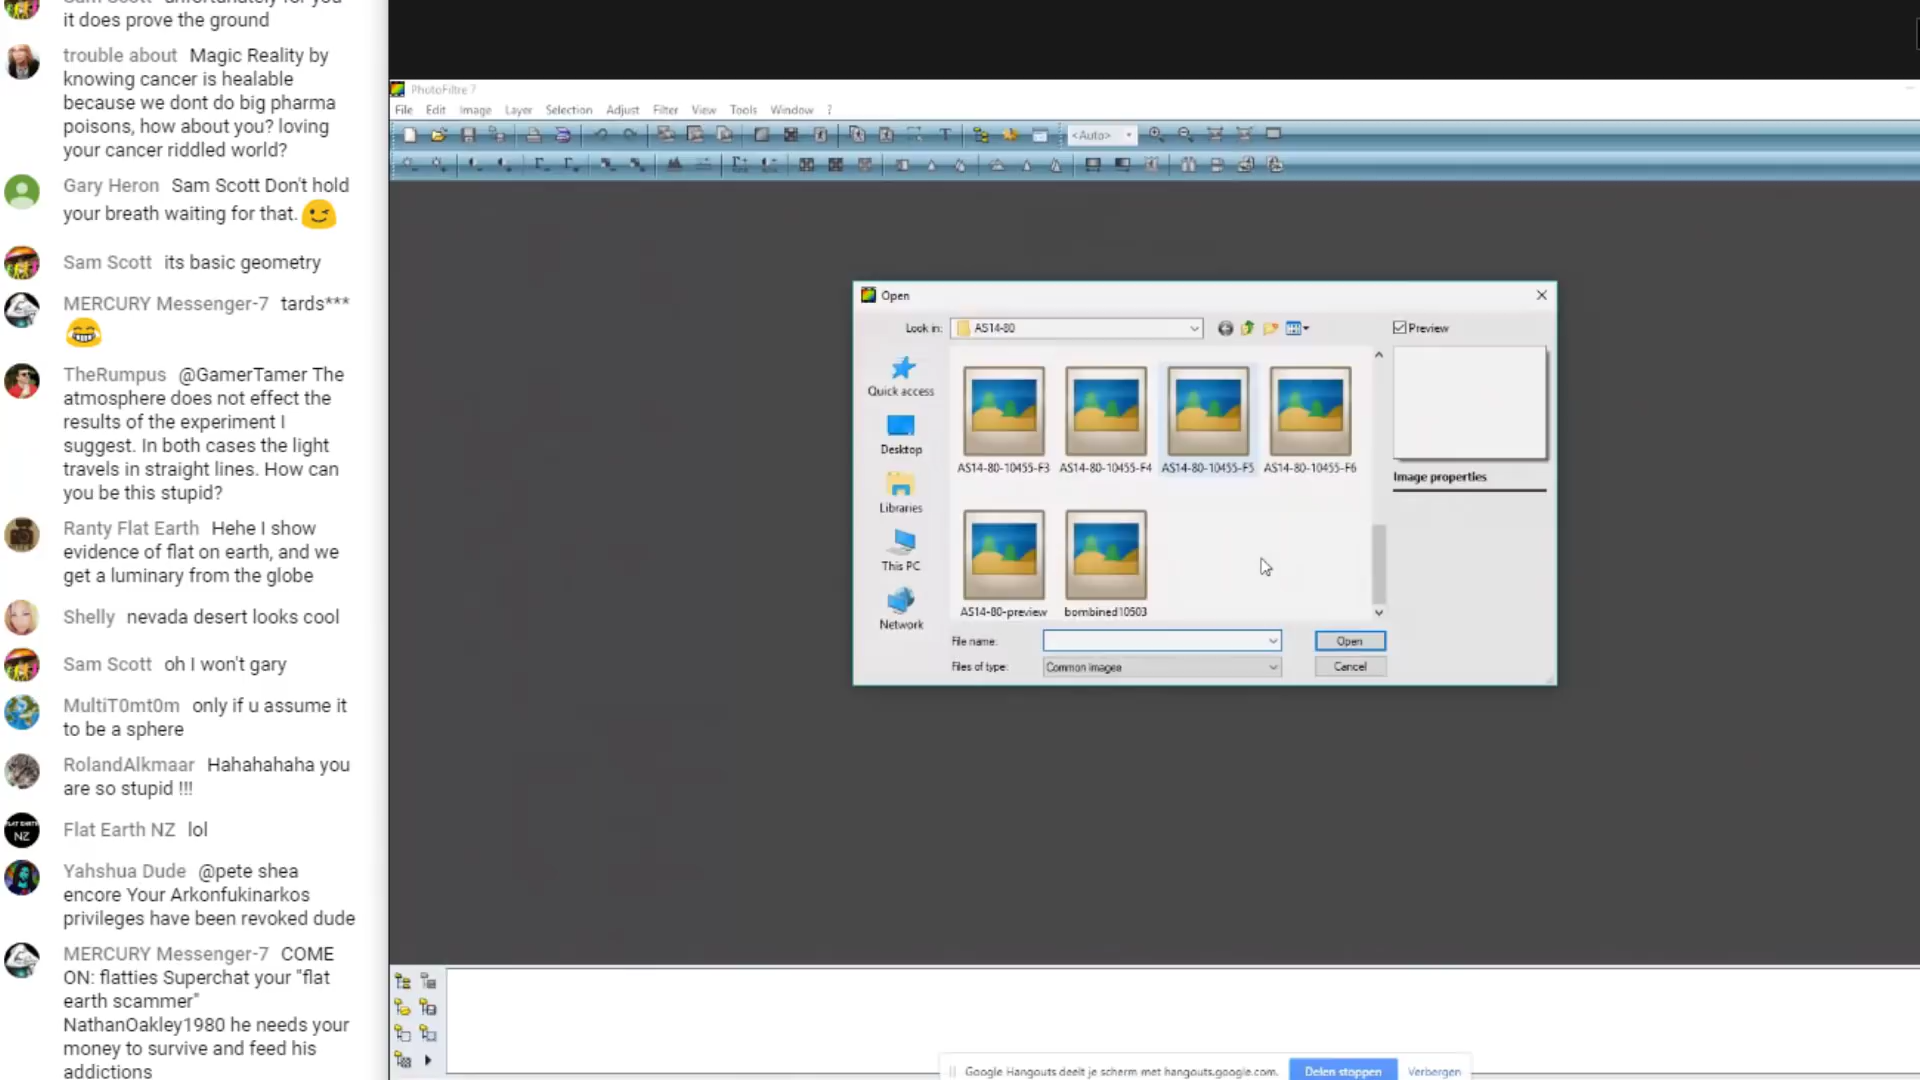 Sam Scott unfortunately for you
it does prove the ground
trouble about Magic Reality by
knowing cancer is healable
because we dont do big pharma
poisons, how about you? loving
your cancer riddled world?
Gary Heron Sam Scott Don't hold
your breath waiting for that.
Sam Scott its basic geometry
MERCURY Messenger-7 tards***
TheRumpus @GamerTamer The
atmosphere does not effect the
results of the experiment I
suggest. In both cases the light
travels in straight lines. How can
you be this stupid?
Ranty Flat Earth Hehe I show
evidence of flat on earth, and we
get a luminary from the globe
Shelly nevada desert looks cool
Sam Scott oh I won't gary
MultiT0mt0m only if u assume it
to be a sphere
RolandAlkmaar Hahahahaha you
are so stupid !!!
Flat Earth NZ lol
Yahshua Dude @pete shea
encore Your Arkonfukinarkos
privileges have been revoked dude
MERCURY Messenger-7 COME
ON: flatties Superchat your "flat
earth scammer"
NathanOakley1980 he needs your
money to survive and feed his
addictions
PhotoFiltre 7
File Edit Image Layer Selection Adjust Filter View Tools Window ?
<Auto>
Open
Look in: AS14-80
Preview
Quick access
Desktop
Libraries
This PC
Network
AS14-80-10455-F3 AS14-80-10455-F4 AS14-80-10455-F5 AS14-80-10455-F6
AS14-80-preview bombined10503
Image properties
File name: Open
Files of type: Common images Cancel
Google Hangouts deelt je scherm met hangouts.google.com. Delen stoppen Verbergen